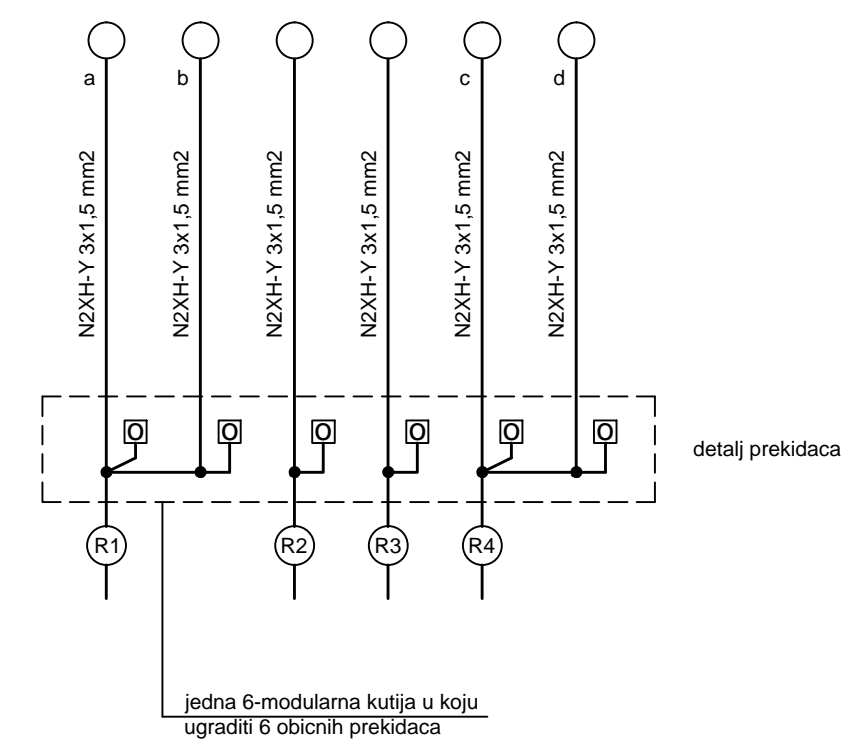 a b c d
N2XH-Y 3x1,5 mm2
N2XH-Y 3x1,5 mm2
N2XH-Y 3x1,5 mm2
N2XH-Y 3x1,5 mm2
N2XH-Y 3x1,5 mm2
N2XH-Y 3x1,5 mm2
O O O O O O
detalj prekidaca
R1 R2 R3 R4
jedna 6-modularna kutija u koju
ugraditi 6 obicnih prekidaca